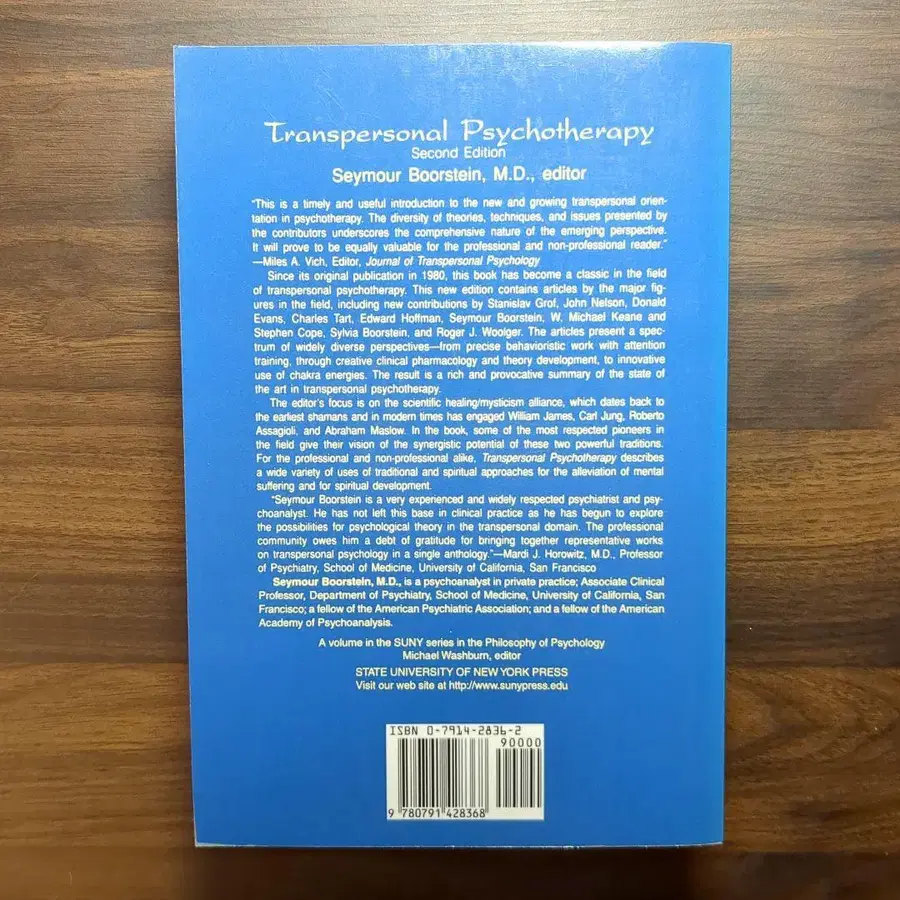 Transpersonal Psychotherapy
Second Edition
Seymour Boorstein, M.D., editor
"This is a timely and useful introduction to the new and growing transpersonal orien-
tation in psychotherapy. The diversity of theories, techniques, and issues presented by
the contributors underscores the comprehensive nature of the emerging perspective.
It will prove to be equally valuable for the professional and non-professional reader."
—Miles A. Vich, Editor, Journal of Transpersonal Psychology
Since its original publication in 1980, this book has become a classic in the field
of transpersonal psychotherapy. This new edition contains articles by the major fig-
ures in the field, including new contributions by Stanislav Grof, John Nelson, Donald
Evans, Charles Tart, Edward Hoffman, Seymour Boorstein, W. Michael Keane and
Stephen Cope, Sylvia Boorstein, and Roger J. Woolger. The articles present a spec-
trum of widely diverse perspectives—from precise behavioristic work with attention
training, through creative clinical pharmacology and theory development, to innovative
use of chakra energies. The result is a rich and provocative summary of the state of
the art in transpersonal psychotherapy.
The editor's focus is on the scientific healing/mysticism alliance, which dates back to
the earliest shamans and in modern times has engaged William James, Carl Jung, Roberto
Assagioli, and Abraham Maslow. In the book, some of the most respected pioneers in
the field give their vision of the synergistic potential of these two powerful traditions.
For the professional and non-professional alike, Transpersonal Psychotherapy describes
a wide variety of uses of traditional and spiritual approaches for the alleviation of mental
suffering and for spiritual development.
"Seymour Boorstein is a very experienced and widely respected psychiatrist and psy-
choanalyst. He has not left this base in clinical practice as he has begun to explore
the possibilities for psychological theory in the transpersonal domain. The professional
community owes him a debt of gratitude for bringing together representative works
on transpersonal psychology in a single anthology."—Mardi J. Horowitz, M.D., Professor
of Psychiatry, School of Medicine, University of California, San Francisco
Seymour Boorstein, M.D., is a psychoanalyst in private practice; Associate Clinical
Professor, Department of Psychiatry, School of Medicine, University of California, San
Francisco; a fellow of the American Psychiatric Association; and a fellow of the American
Academy of Psychoanalysis.
A volume in the SUNY series in the Philosophy of Psychology
Michael Washburn, editor
STATE UNIVERSITY OF NEW YORK PRESS
Visit our web site at http://www.sunypress.edu
ISBN 0-7914-2836-2
90000
9 780791 428368